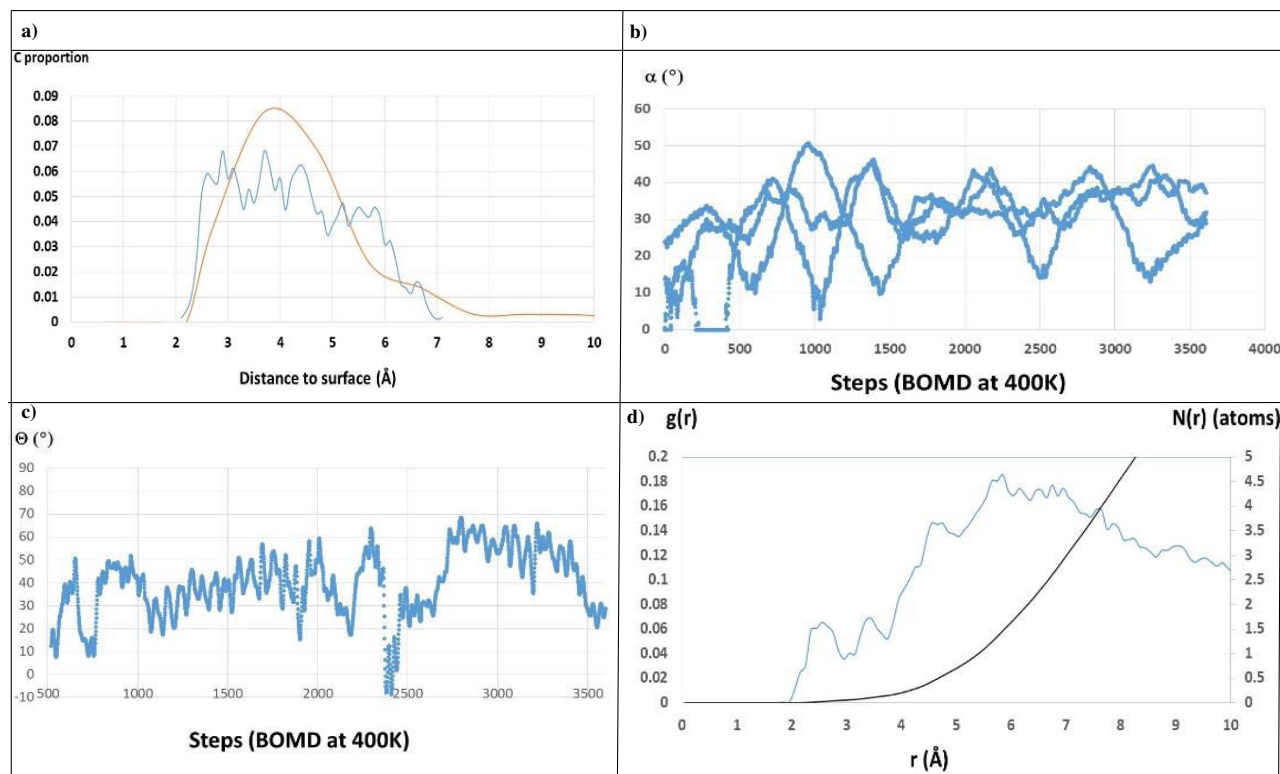 a)
C proportion
0.09
0.08
0.07
0.06
0.05
0.04
0.03
0.02
0.01
0
0 1 2 3 4 5 6 7 8 9 10
Distance to surface (Å)
b)
α (°)
60
50
40
30
20
10
0
0 500 1000 1500 2000 2500 3000 3500 4000
Steps (BOMD at 400K)
c)
Θ (°)
90
80
70
60
50
40
30
20
10
0
-10
500 1000 1500 2000 2500 3000 3500
Steps (BOMD at 400K)
d)
g(r) N(r) (atoms)
0.2 5
0.18 4.5
0.16 4
0.14 3.5
0.12 3
0.1 2.5
0.08 2
0.06 1.5
0.04 1
0.02 0.5
0 0
0 1 2 3 4 5 6 7 8 9 10
r (Å)